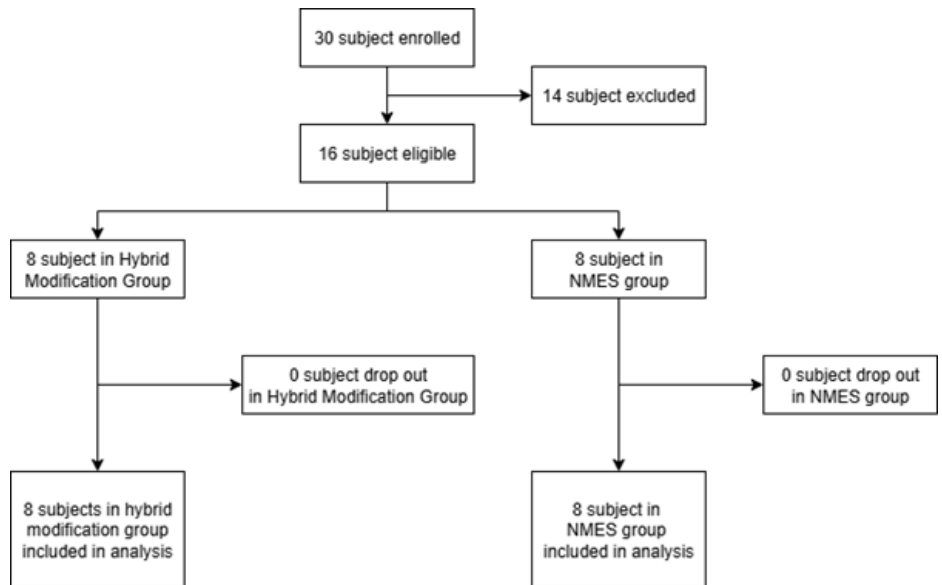 30 subject enrolled
14 subject excluded
16 subject eligible
8 subject in Hybrid
Modification Group
8 subject in
NMES group
0 subject drop out
in Hybrid Modification Group
0 subject drop out
in NMES group
8 subjects in hybrid
modification group
included in analysis
8 subject in
NMES group
included in analysis